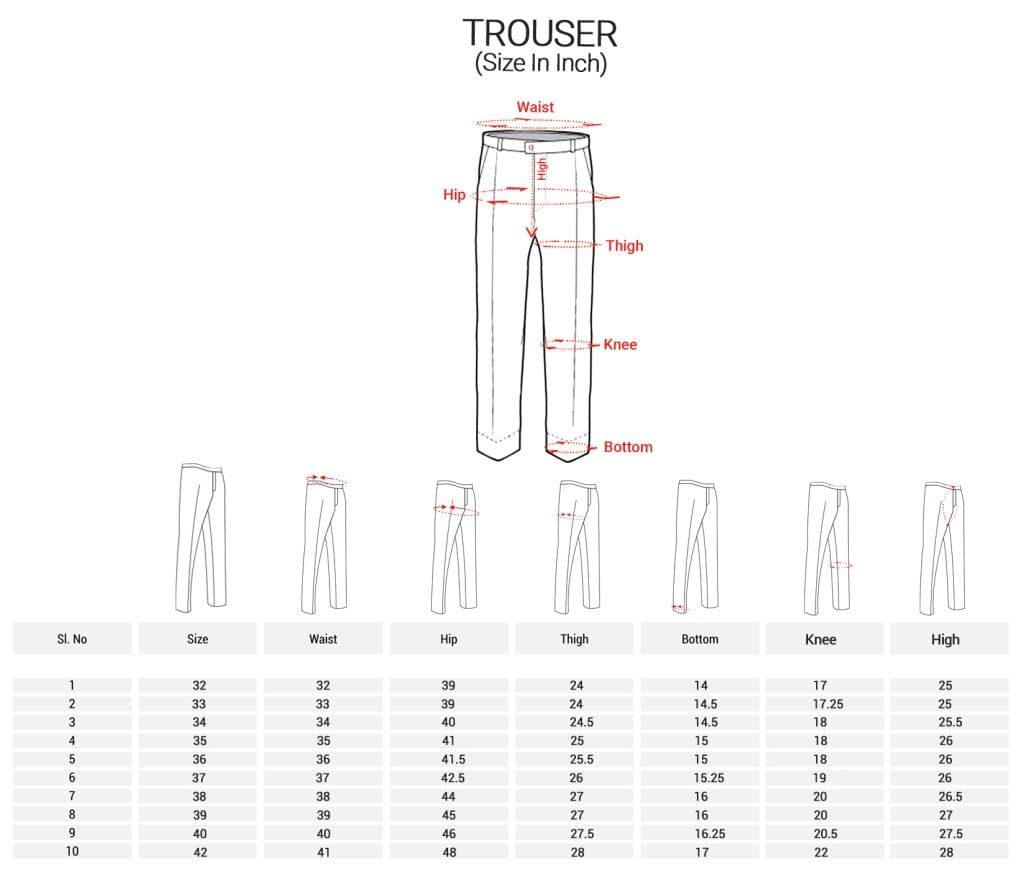 TROUSER
(Size In Inch)
Waist
High
Hip
Thigh
Knee
Bottom
Sl. No Size Waist Hip Thigh Bottom Knee High
1 32 32 39 24 14 17 25
2 33 33 39 24 14.5 17.25 25
3 34 34 40 24.5 14.5 18 25.5
4 35 35 41 25 15 18 26
5 36 36 41.5 25.5 15 18 26
6 37 37 42.5 26 15.25 19 26
7 38 38 44 27 16 20 26.5
8 39 39 45 27 16 20 27
9 40 40 46 27.5 16.25 20.5 27.5
10 42 41 48 28 17 22 28